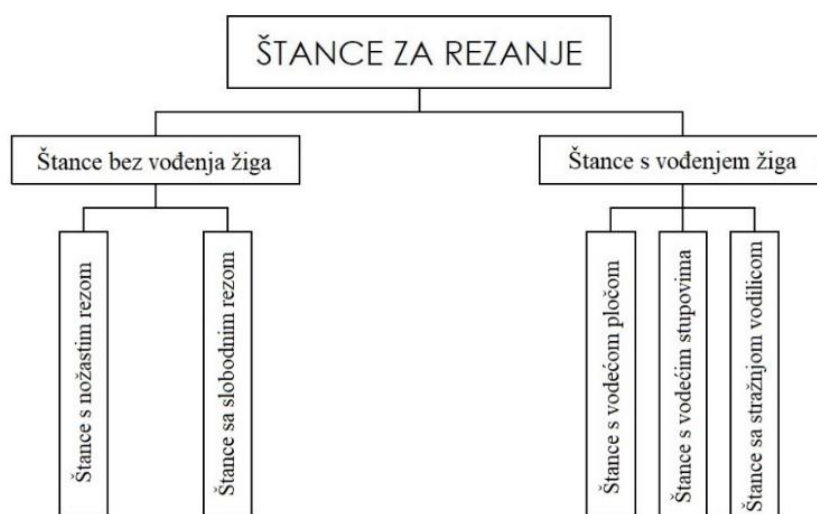 ŠTANCE ZA REZANJE
Štance bez vođenja žiga
Štance s vođenjem žiga
Štance s nožastim rezom
Štance sa slobodnim rezom
Štance s vodećom pločom
Štance s vodećim stupovima
Štance sa stražnjom vodilicom